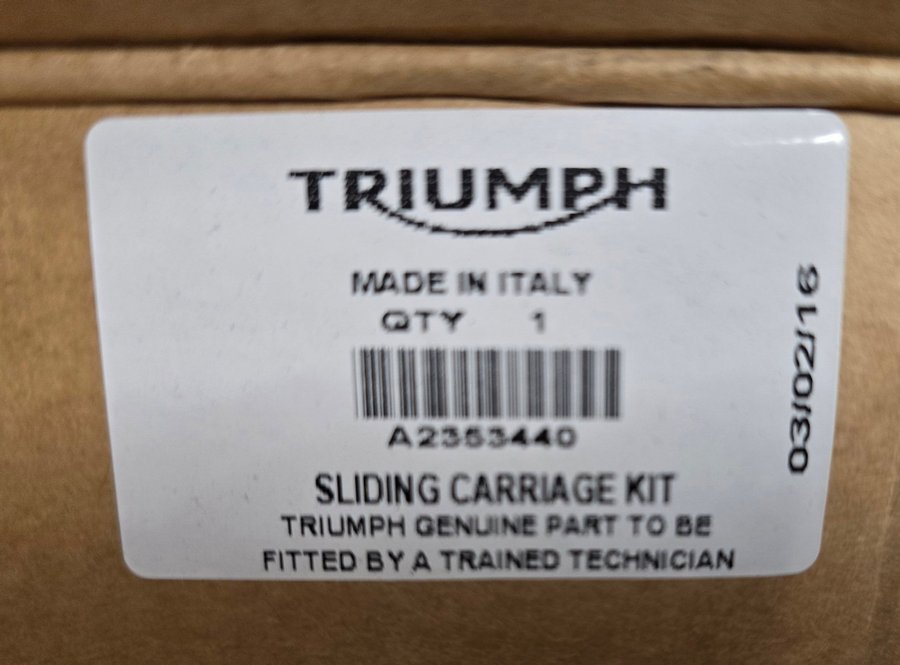 TRIUMPH
MADE IN ITALY
QTY 1
A2353440
SLIDING CARRIAGE KIT
TRIUMPH GENUINE PART TO BE
FITTED BY A TRAINED TECHNICIAN
03/02/16